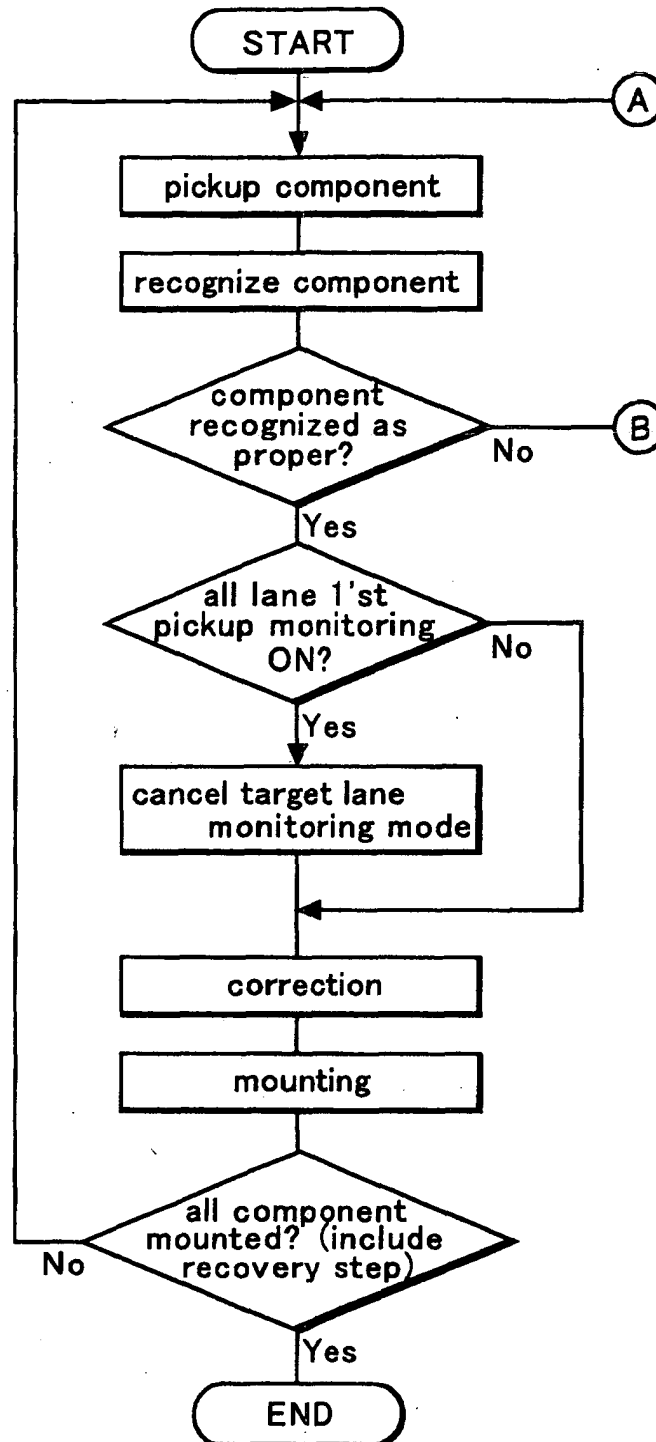 START
A
pickup component
recognize component
component
recognized as
proper?
No
B
Yes
all lane 1'st
pickup monitoring
ON?
No
Yes
cancel target lane
monitoring mode
correction
mounting
all component
mounted? (include
recovery step)
No
Yes
END